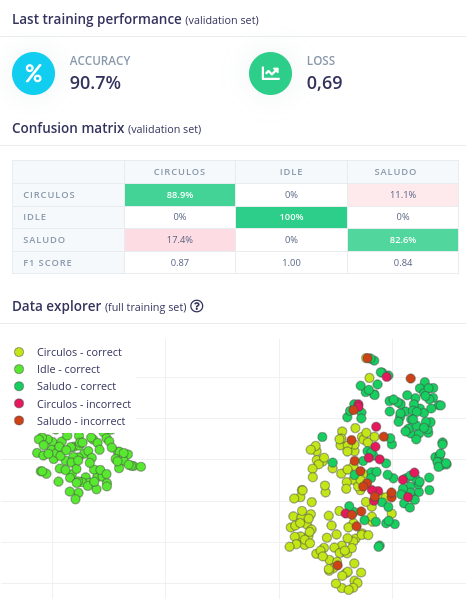 Last training performance (validation set)
ACCURACY
90.7%
LOSS
0,69
Confusion matrix (validation set)
CIRCULOS IDLE SALUDO
CIRCULOS 88.9% 0% 11.1%
IDLE 0% 100% 0%
SALUDO 17.4% 0% 82.6%
F1 SCORE 0.87 1.00 0.84
Data explorer (full training set) ?
Circulos - correct
Idle - correct
Saludo - correct
Circulos - incorrect
Saludo - incorrect